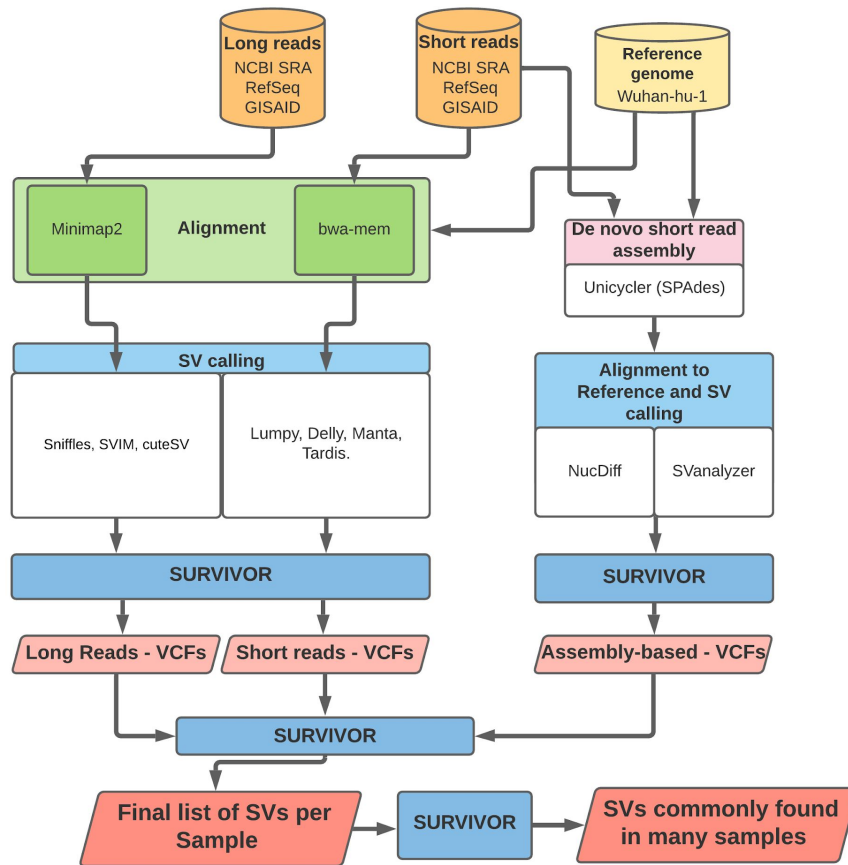 Long reads
NCBI SRA
RefSeq
GISAID
Short reads
NCBI SRA
RefSeq
GISAID
Reference
genome
Wuhan-hu-1
Minimap2
Alignment
bwa-mem
De novo short read
assembly
Unicycler (SPAdes)
SV calling
Sniffles, SVIM, cuteSV
Lumpy, Delly, Manta,
Tardis.
Alignment to
Reference and SV
calling
NucDiff
SVanalyzer
SURVIVOR
SURVIVOR
Long Reads - VCFs
Short reads - VCFs
Assembly-based - VCFs
SURVIVOR
Final list of SVs per
Sample
SURVIVOR
SVs commonly found
in many samples